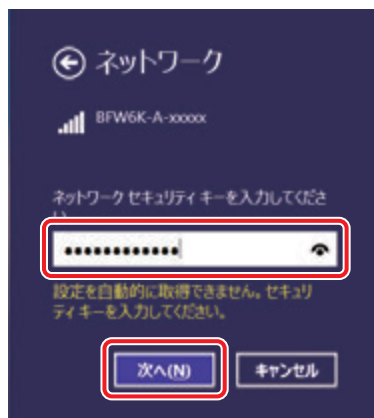 ネットワーク
BFW6K-A-xxxxx
ネットワーク セキュリティ キーを入力してくださ
い
••••••••••••
設定を自動的に取得できません。セキュリ
ティ キーを入力してください。
次へ(N)
キャンセル